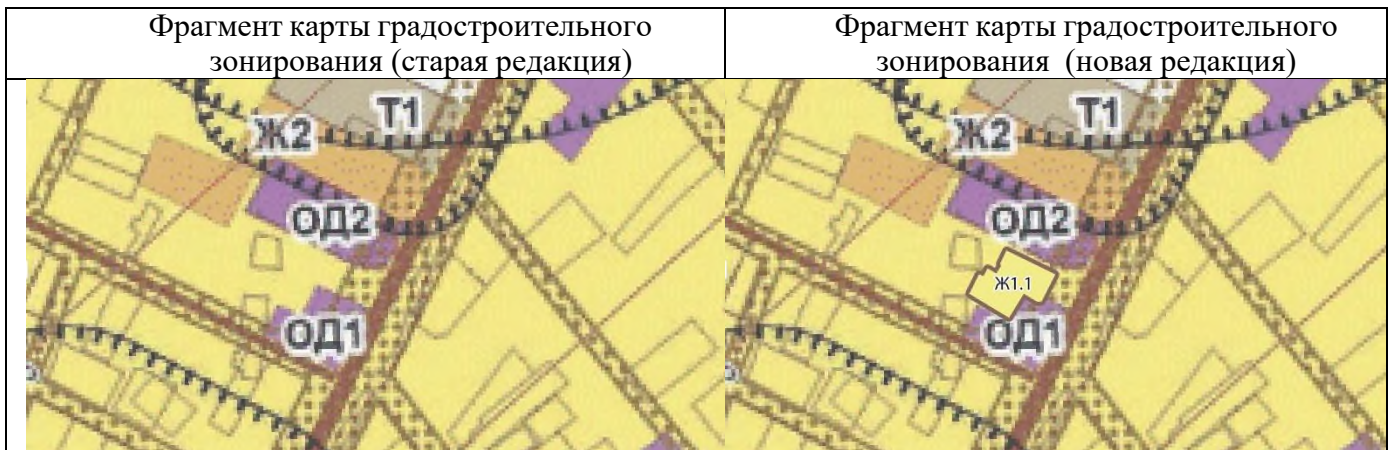 Фрагмент карты градостроительного
зонирования (старая редакция)
Фрагмент карты градостроительного
зонирования (новая редакция)
Т1
Ж2
ОД2
ОД1
Т1
Ж2
ОД2
Ж1.1
ОД1